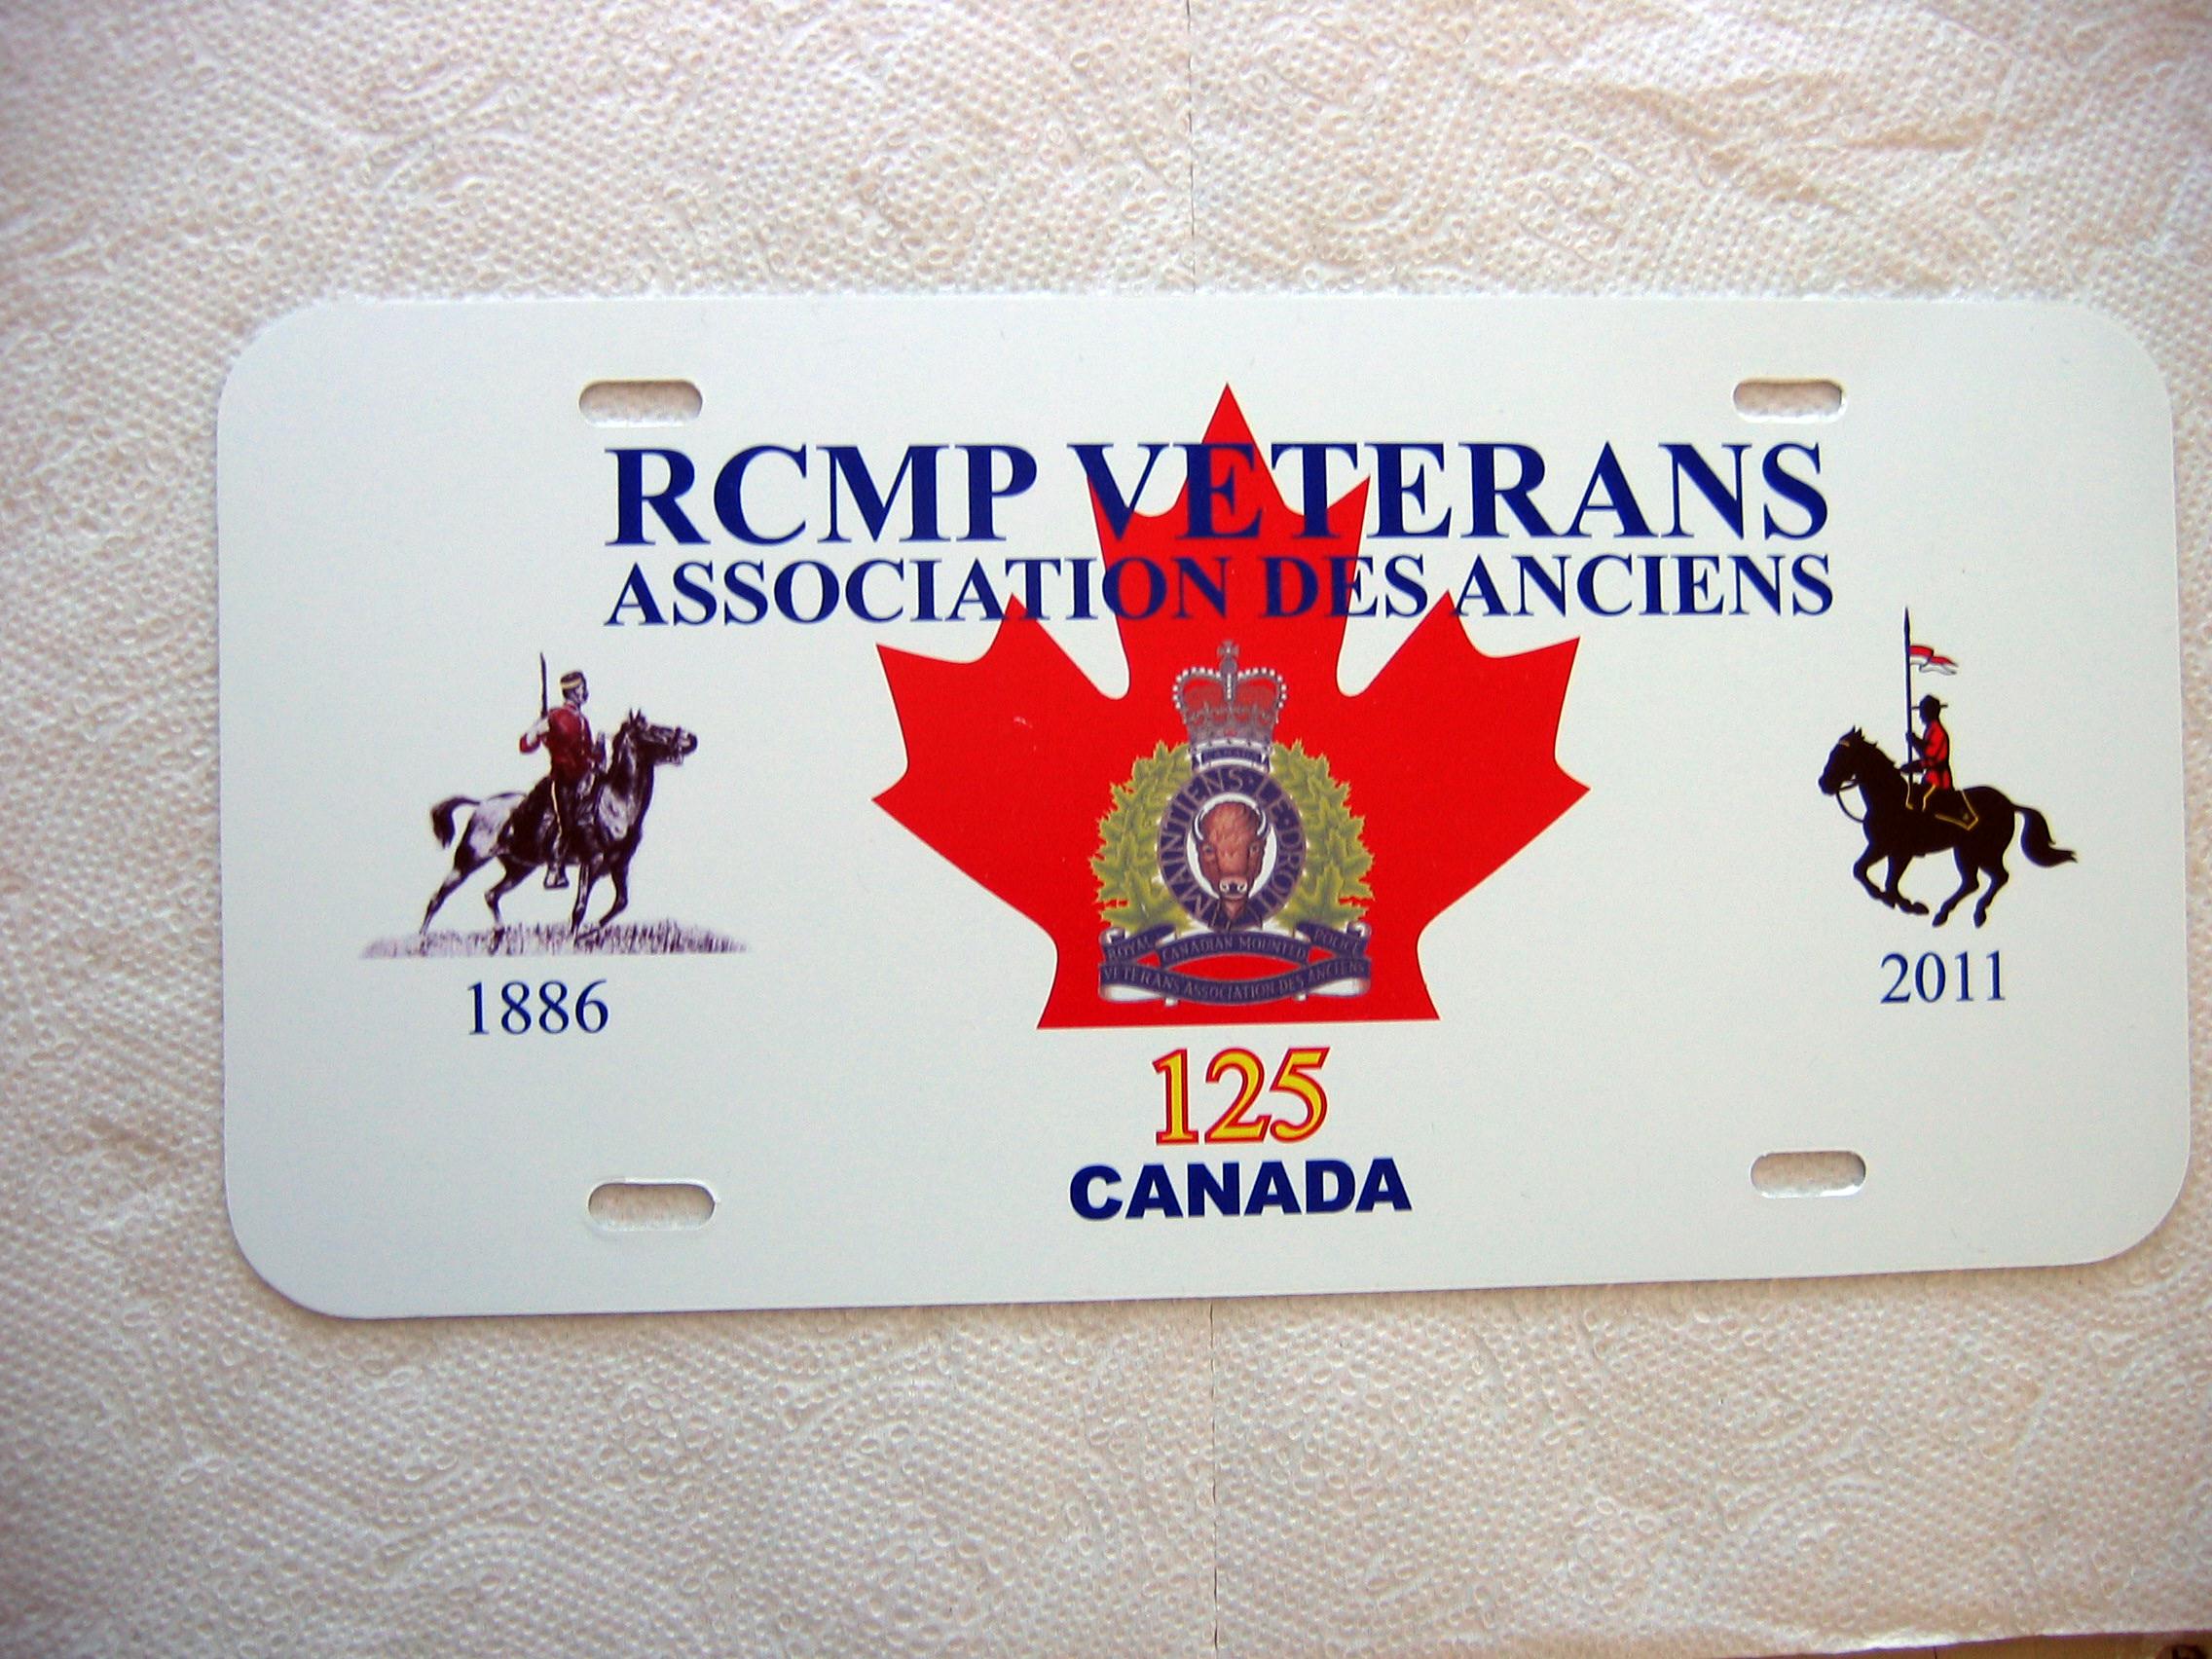 RCMP VETERANS
ASSOCIATION DES ANCIENS
CANADA
MAINTIENS·LE·DROIT
ROYAL CANADIAN MOUNTED POLICE
VETERANS ASSOCIATION DES ANCIENS
1886
2011
125
CANADA